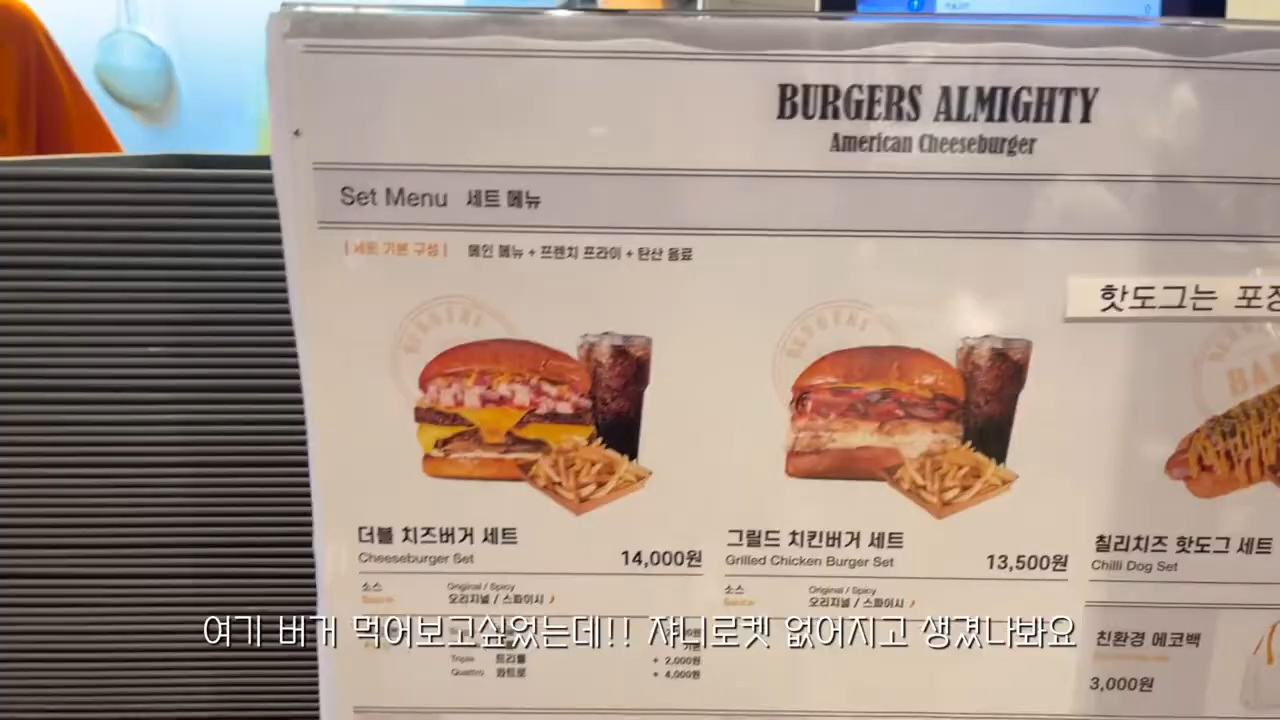 BURGERS ALMIGHTY
American Cheeseburger
Set Menu 세트 메뉴
| 세트 기본 구성 | 메인 메뉴 + 프렌치 프라이 + 탄산 음료
핫도그는 포장
더블 치즈버거 세트
Cheeseburger Set 14,000원
소스 Original / Spicy
Sauce 오리지널 / 스파이시
그릴드 치킨버거 세트
Grilled Chicken Burger Set 13,500원
소스 Original / Spicy
Sauce 오리지널 / 스파이시
칠리치즈 핫도그 세트
Chilli Dog Set
Triple 트리플 + 2,000원
Quattro 콰트로 + 4,000원
친환경 에코백
3,000원
여기 버거 먹어보고싶었는데!! 쟈니로켓 없어지고 생겼나봐요